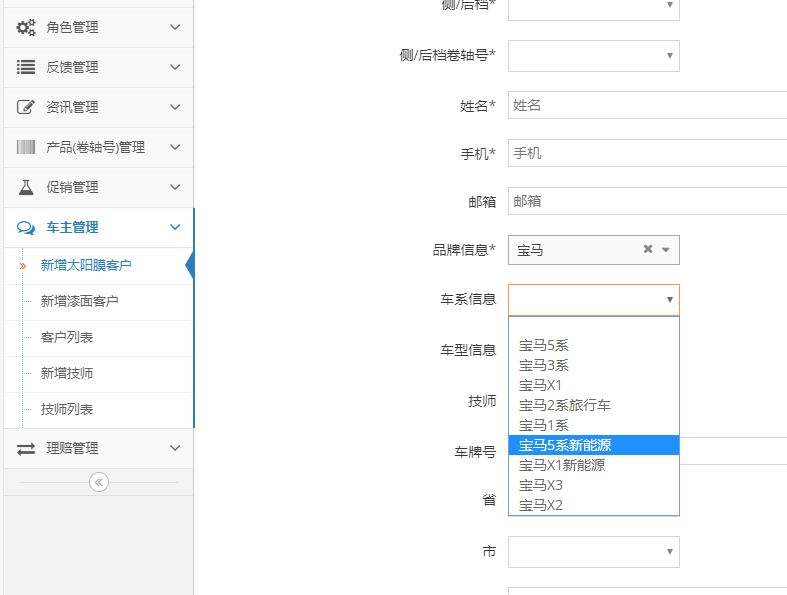 角色管理
反馈管理
资讯管理
产品(卷轴号)管理
促销管理
车主管理
新增太阳膜客户
新增漆面客户
客户列表
新增技师
技师列表
理赔管理
侧/后档*
侧/后档卷轴号*
姓名* 姓名
手机* 手机
邮箱 邮箱
品牌信息* 宝马
车系信息
宝马5系
宝马3系
宝马X1
宝马2系旅行车
宝马1系
宝马5系新能源
宝马X1新能源
宝马X3
宝马X2
车型信息
技师
车牌号
省
市